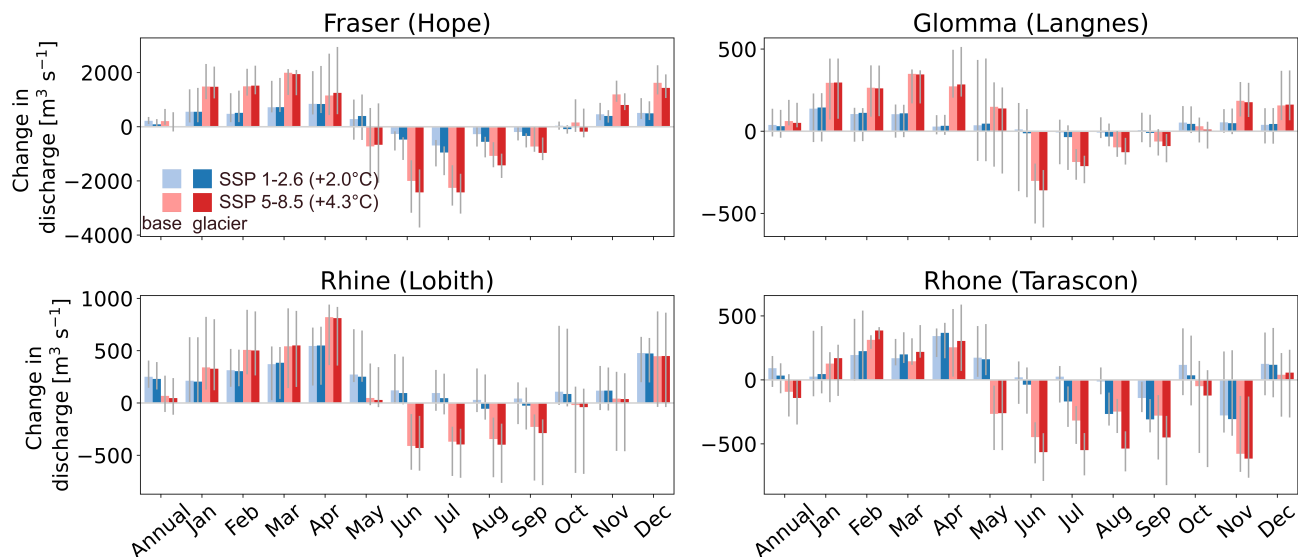 Fraser (Hope)
Glomma (Langnes)
Change in
discharge [m³ s⁻¹]
2000
0
−2000
−4000
SSP 1-2.6 (+2.0°C)
SSP 5-8.5 (+4.3°C)
base glacier
500
0
−500
Rhine (Lobith)
Rhone (Tarascon)
Change in
discharge [m³ s⁻¹]
1000
500
0
−500
500
0
−500
Annual Jan Feb Mar Apr May Jun Jul Aug Sep Oct Nov Dec
Annual Jan Feb Mar Apr May Jun Jul Aug Sep Oct Nov Dec